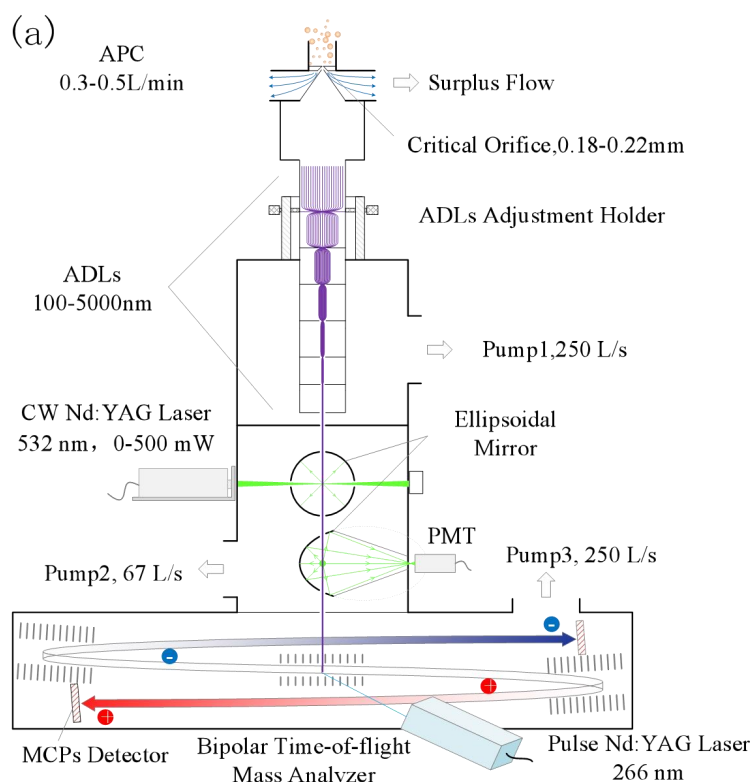 (a)
APC
0.3-0.5L/min
Surplus Flow
Critical Orifice,0.18-0.22mm
ADLs Adjustment Holder
ADLs
100-5000nm
Pump1,250 L/s
CW Nd:YAG Laser
532 nm，0-500 mW
Ellipsoidal
Mirror
PMT
Pump2, 67 L/s
Pump3, 250 L/s
-
-
+
+
MCPs Detector
Bipolar Time-of-flight
Mass Analyzer
Pulse Nd:YAG Laser
266 nm